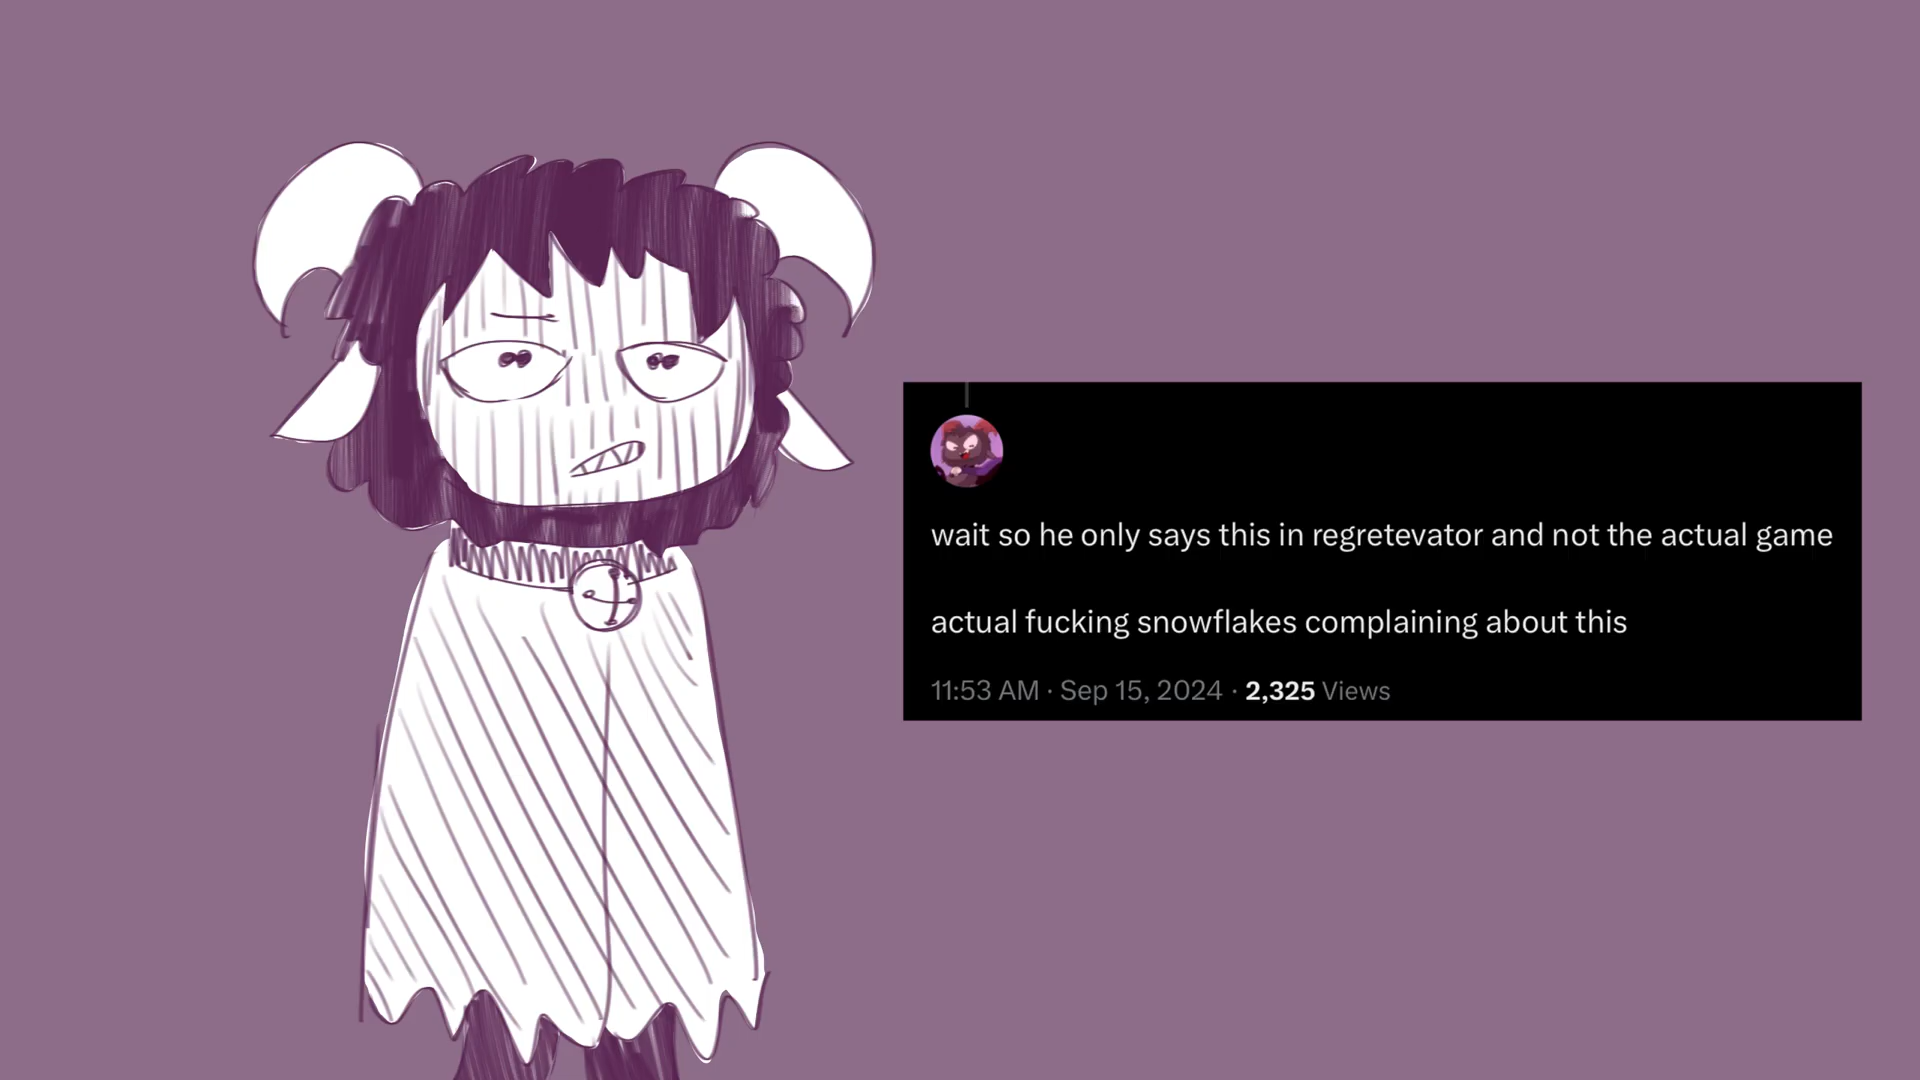 wait so he only says this in regretevator and not the actual game
actual fucking snowflakes complaining about this
11:53 AM · Sep 15, 2024 · 2,325 Views